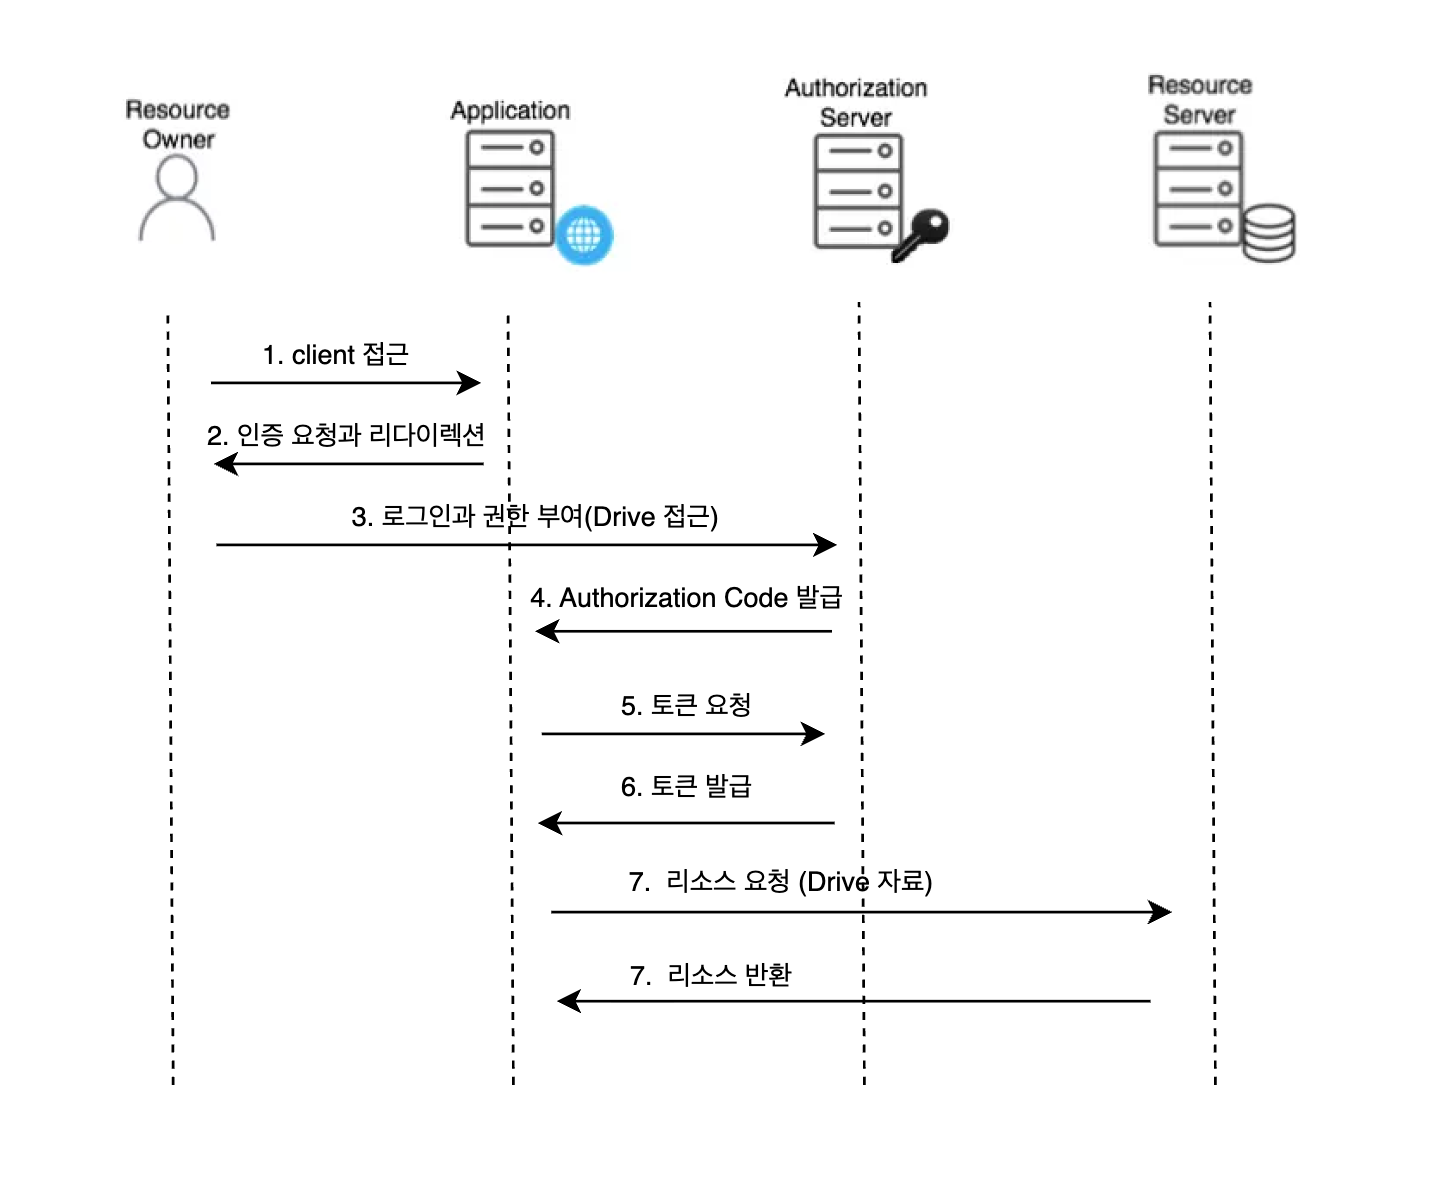 Resource
Owner
Application
Authorization
Server
Resource
Server
1. client 접근
2. 인증 요청과 리다이렉션
3. 로그인과 권한 부여(Drive 접근)
4. Authorization Code 발급
5. 토큰 요청
6. 토큰 발급
7. 리소스 요청 (Drive 자료)
7. 리소스 반환